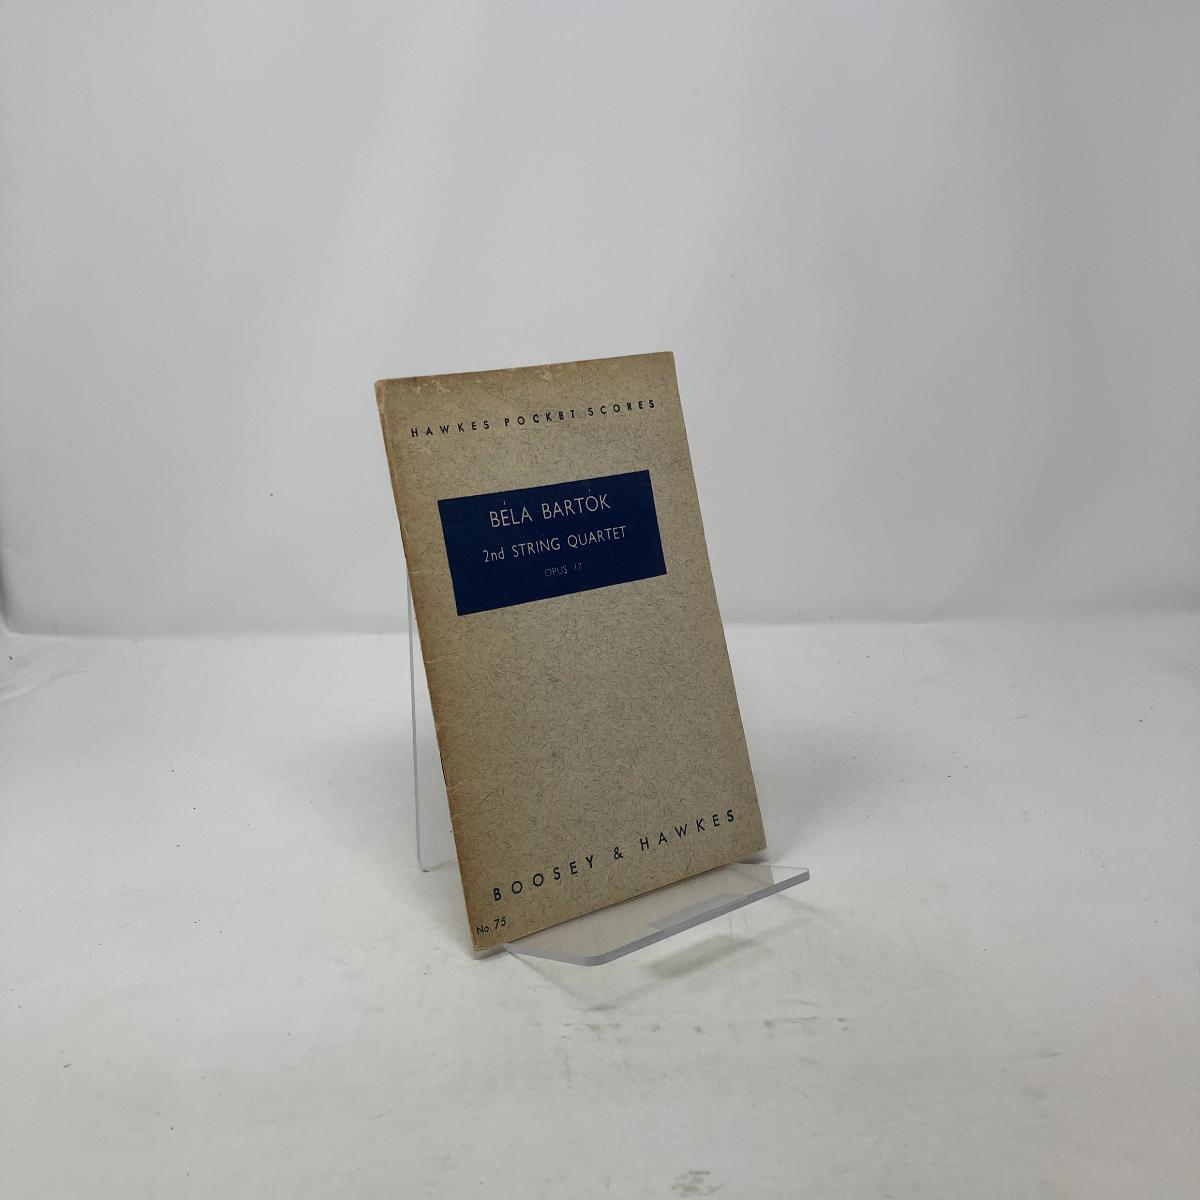 HAWKES POCKET SCORES
BÉLA BARTÓK
2nd STRING QUARTET
OPUS 17
BOOSEY & HAWKES
No. 75